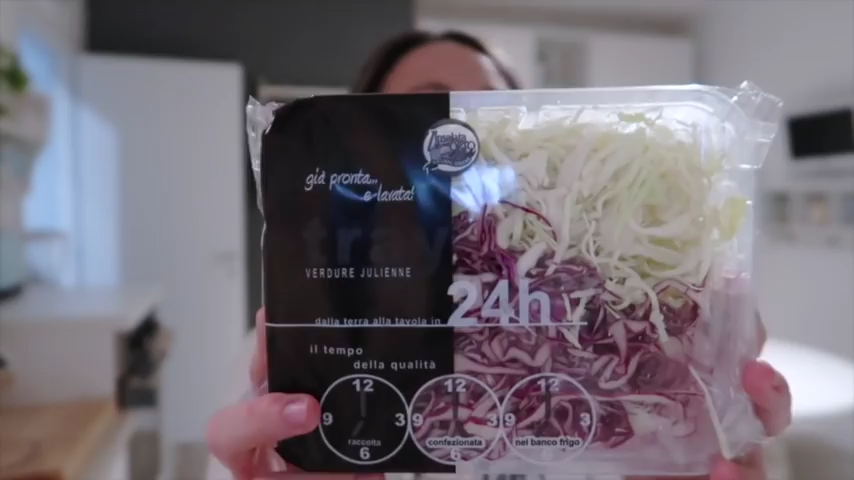 già pronta...
e lavata!
tray
VERDURE JULIENNE
24h
dalla terra alla tavola in
il tempo
della qualità
12 12 12
9 3 9 3 9 3
raccolta confezionata nel banco frigo
6 6